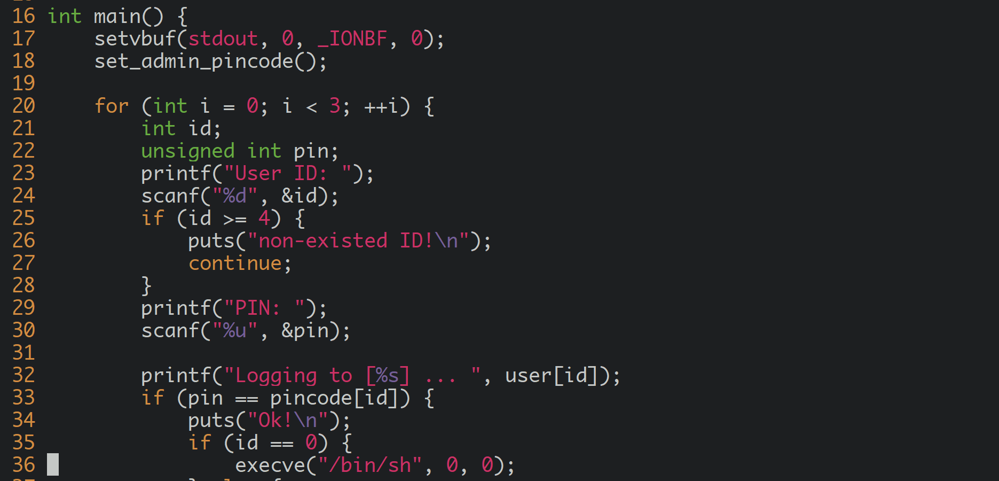 16 int main() {
17     setvbuf(stdout, 0, _IONBF, 0);
18     set_admin_pincode();
19
20     for (int i = 0; i < 3; ++i) {
21         int id;
22         unsigned int pin;
23         printf("User ID: ");
24         scanf("%d", &id);
25         if (id >= 4) {
26             puts("non-existed ID!\n");
27             continue;
28         }
29         printf("PIN: ");
30         scanf("%u", &pin);
31
32         printf("Logging to [%s] ... ", user[id]);
33         if (pin == pincode[id]) {
34             puts("Ok!\n");
35             if (id == 0) {
36                 execve("/bin/sh", 0, 0);